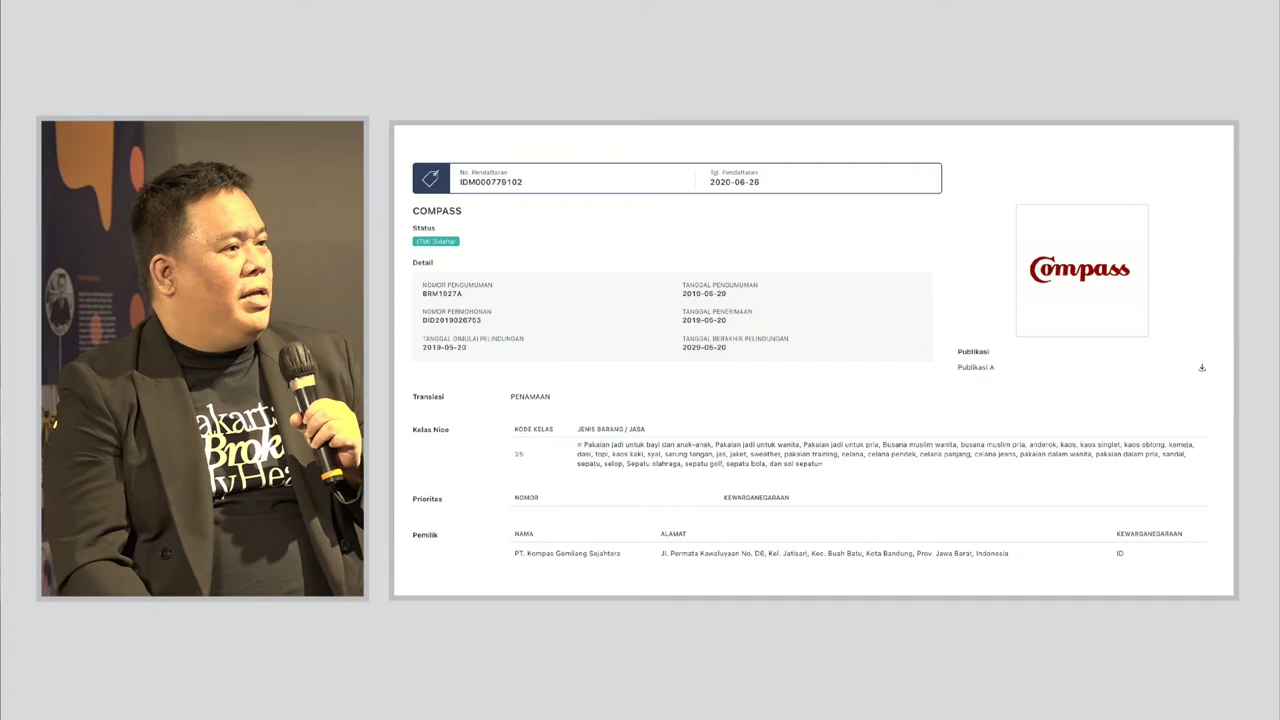 akarta
Broke
MyHeart
No. Pendaftaran
IDM000779102
Tgl. Pendaftaran
2020-06-26
COMPASS
Status
(TM) Didaftar
Detail
NOMOR PENGUMUMAN
BRM1927A
TANGGAL PENGUMUMAN
2019-05-29
NOMOR PERMOHONAN
DID2019026753
TANGGAL PENERIMAAN
2019-05-20
TANGGAL DIMULAI PELINDUNGAN
2019-05-20
TANGGAL BERAKHIR PELINDUNGAN
2029-05-20
Compass
Publikasi
Publikasi A
Translasi PENAMAAN
Kelas Nice KODE KELAS JENIS BARANG / JASA
25
= Pakaian jadi untuk bayi dan anak-anak, Pakaian jadi untuk wanita, Pakaian jadi untuk pria, Busana muslim wanita, busana muslim pria, anderok, kaos, kaos singlet, kaos oblong, kemeja,
dasi, topi, kaos kaki, syal, sarung tangan, jas, jaket, sweather, pakaian training, celana, celana pendek, celana panjang, celana jeans, pakaian dalam wanita, pakaian dalam pria, sandal,
sepatu, selop, Sepatu olahraga, sepatu golf, sepatu bola, dan sol sepatu=
Prioritas NOMOR KEWARGANEGARAAN
Pemilik NAMA ALAMAT KEWARGANEGARAAN
PT. Kompas Gemilang Sejahtera Jl. Permata Kawaluyaan No. D6, Kel. Jatisari, Kec. Buah Batu, Kota Bandung, Prov. Jawa Barat, Indonesia ID